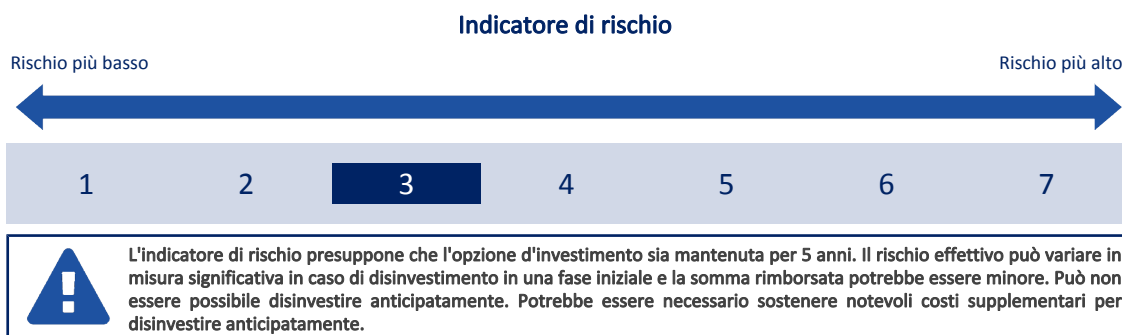 Indicatore di rischio
Rischio più basso
Rischio più alto
1 2 3 4 5 6 7
L'indicatore di rischio presuppone che l'opzione d'investimento sia mantenuta per 5 anni. Il rischio effettivo può variare in
misura significativa in caso di disinvestimento in una fase iniziale e la somma rimborsata potrebbe essere minore. Può non
essere possibile disinvestire anticipatamente. Potrebbe essere necessario sostenere notevoli costi supplementari per
disinvestire anticipatamente.